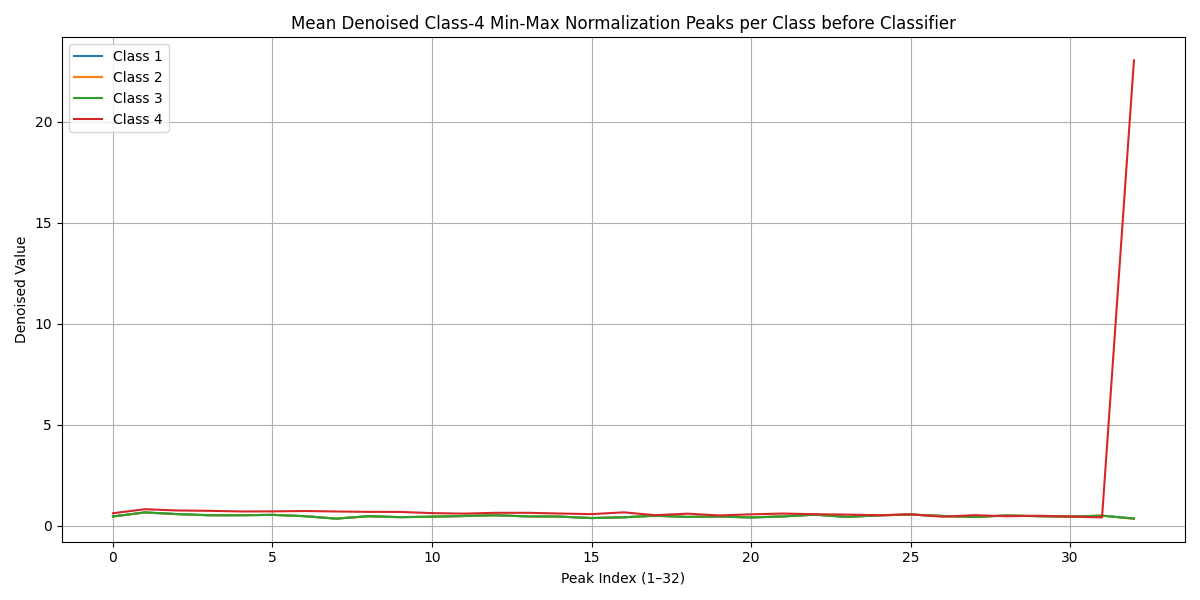 Mean Denoised Class-4 Min-Max Normalization Peaks per Class before Classifier
Class 1
Class 2
Class 3
Class 4
Denoised Value
20
15
10
5
0
0 5 10 15 20 25 30
Peak Index (1–32)